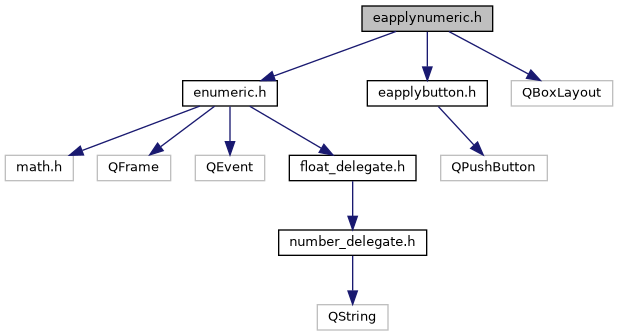 eapplynumeric.h
enumeric.h
eapplybutton.h
QBoxLayout
math.h
QFrame
QEvent
float_delegate.h
QPushButton
number_delegate.h
QString